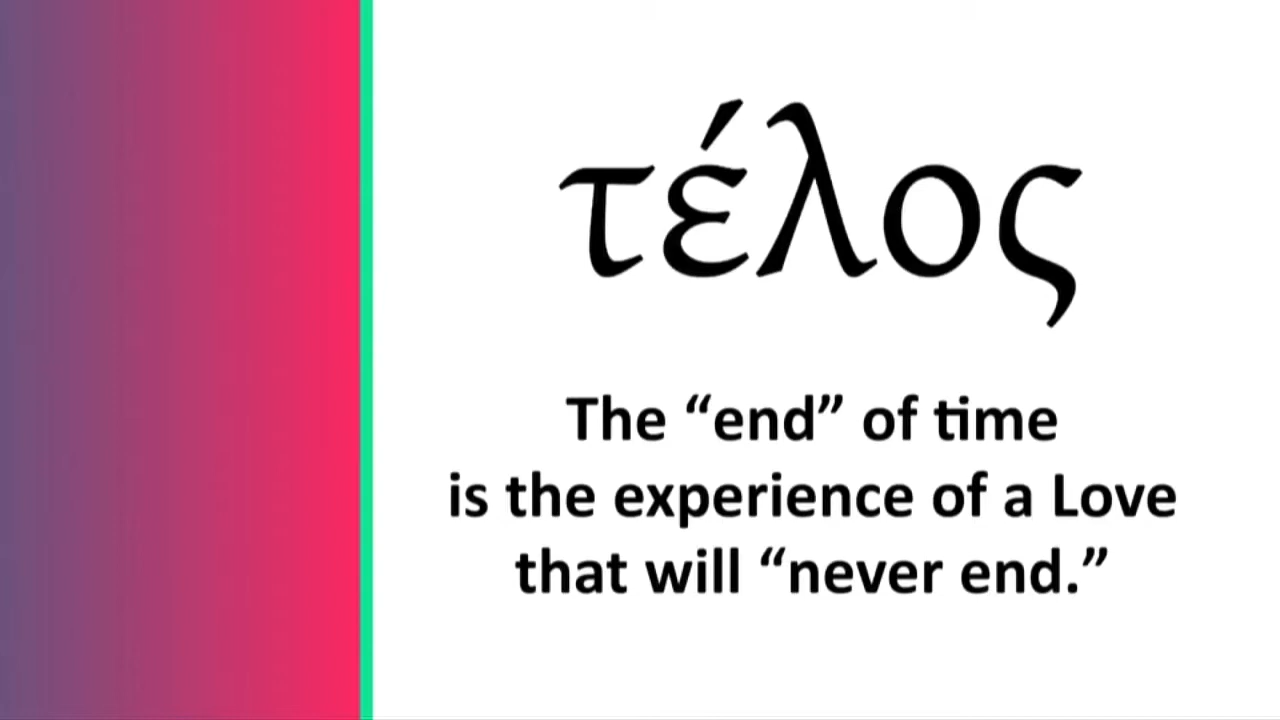 τέλος
The “end” of time
is the experience of a Love
that will “never end.”